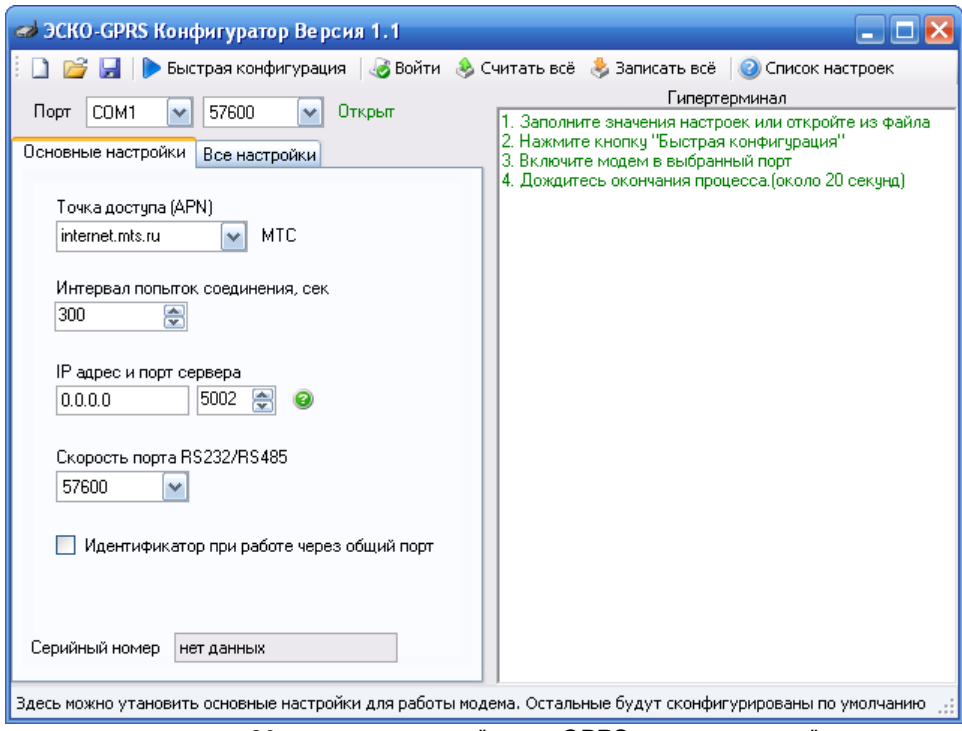 ЭСКО-GPRS Конфигуратор Версия 1.1
Быстрая конфигурация Войти Считать всё Записать всё Список настроек
Порт COM1 57600 Открыт
Основные настройки Все настройки
Точка доступа (APN)
internet.mts.ru МТС
Интервал попыток соединения, сек
300
IP адрес и порт сервера
0.0.0.0 5002
Скорость порта RS232/RS485
57600
Идентификатор при работе через общий порт
Серийный номер нет данных
Гипертерминал
1. Заполните значения настроек или откройте из файла
2. Нажмите кнопку "Быстрая конфигурация"
3. Включите модем в выбранный порт
4. Дождитесь окончания процесса.(около 20 секунд)
Здесь можно утановить основные настройки для работы модема. Остальные будут сконфигурированы по умолчанию